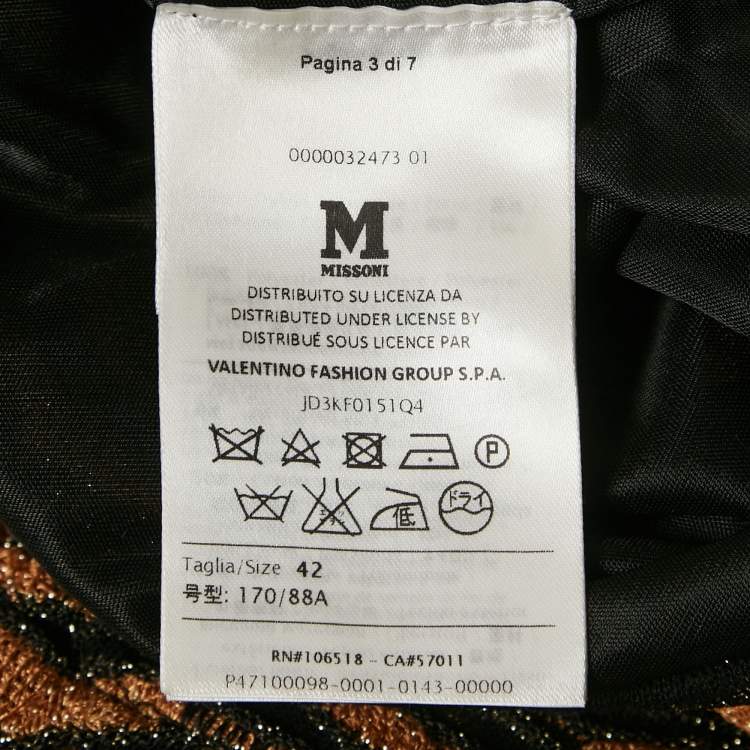 Pagina 3 di 7
0000032473 01
M
MISSONI
DISTRIBUITO SU LICENZA DA
DISTRIBUTED UNDER LICENSE BY
DISTRIBUÉ SOUS LICENCE PAR
VALENTINO FASHION GROUP S.P.A.
JD3KF0151Q4
P
低 ドライ
Taglia/Size 42
号型: 170/88A
RN#106518 - CA#57011
P47100098-0001-0143-00000